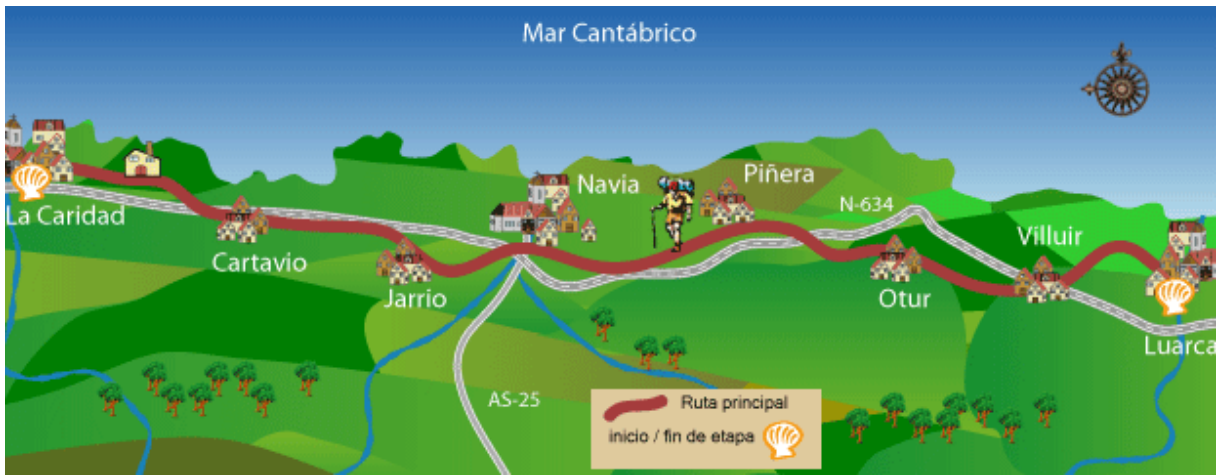 Mar Cantábrico
La Caridad
Cartavio
Jarrio
Navia
Piñera
N-634
Otur
Villuir
Luarca
AS-25
Ruta principal
inicio / fin de etapa